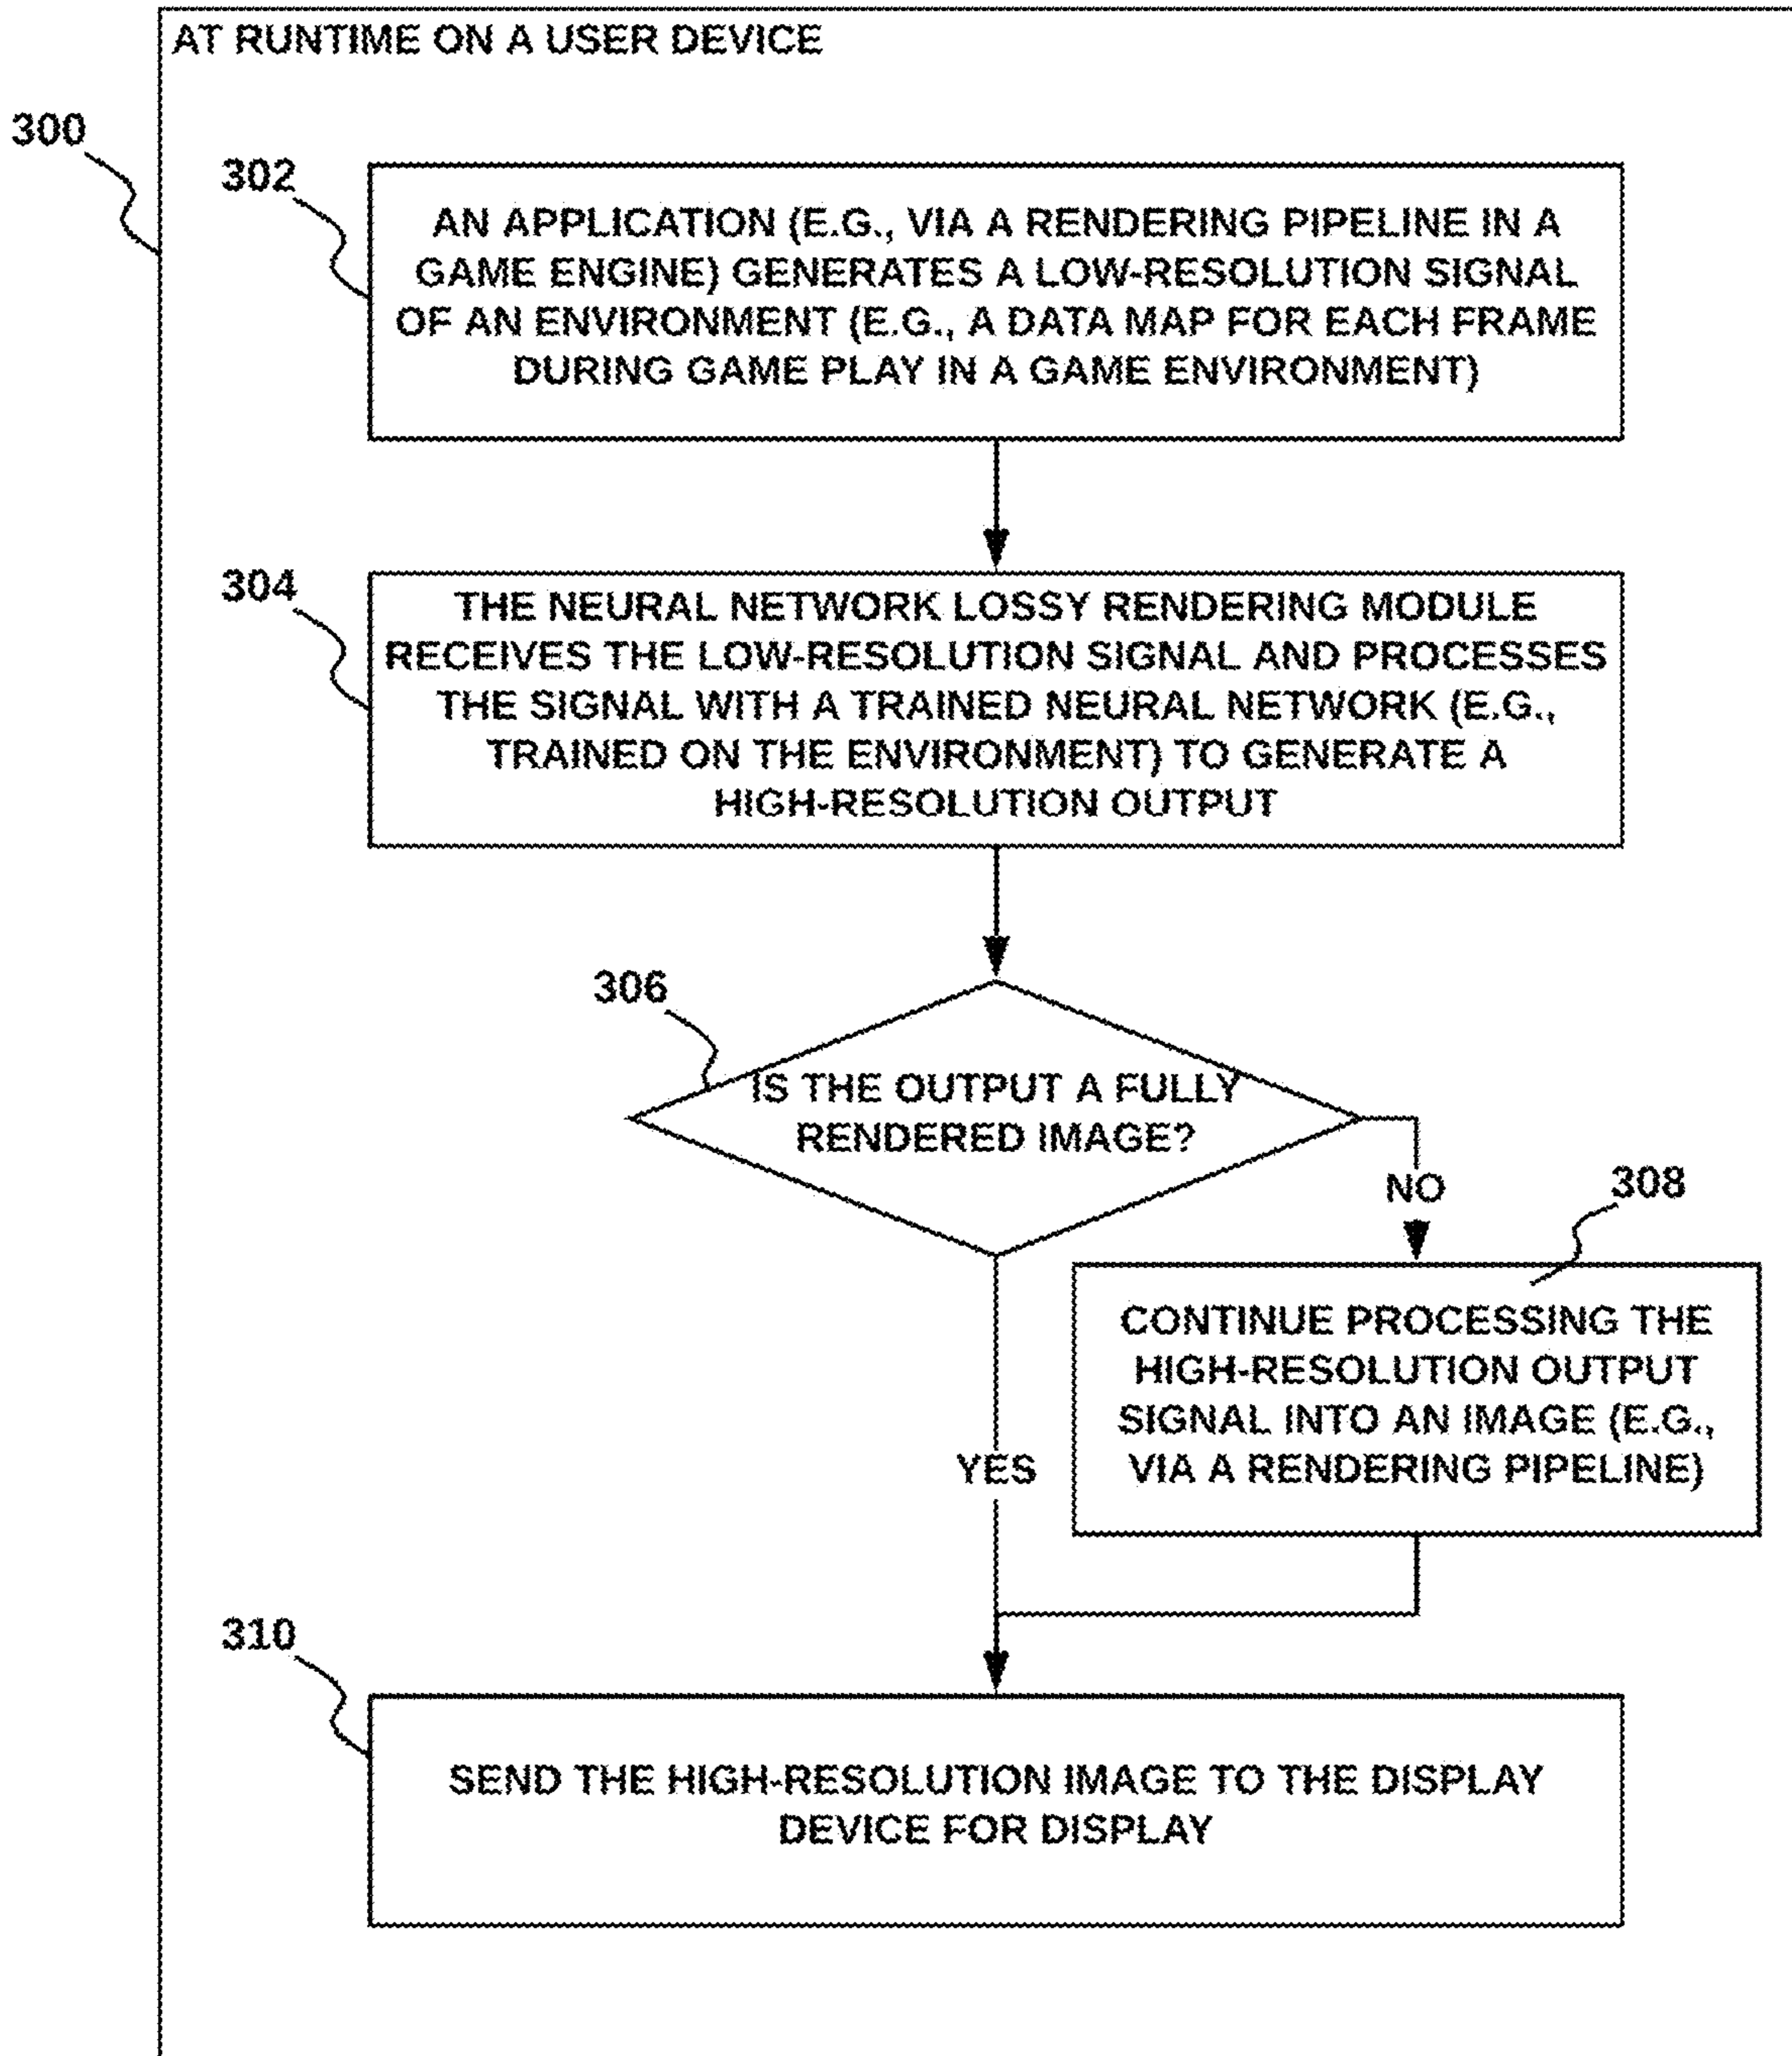 AT RUNTIME ON A USER DEVICE
300
302
AN APPLICATION (E.G., VIA A RENDERING PIPELINE IN A
GAME ENGINE) GENERATES A LOW-RESOLUTION SIGNAL
OF AN ENVIRONMENT (E.G., A DATA MAP FOR EACH FRAME
DURING GAME PLAY IN A GAME ENVIRONMENT)
304
THE NEURAL NETWORK LOSSY RENDERING MODULE
RECEIVES THE LOW-RESOLUTION SIGNAL AND PROCESSES
THE SIGNAL WITH A TRAINED NEURAL NETWORK (E.G.,
TRAINED ON THE ENVIRONMENT) TO GENERATE A
HIGH-RESOLUTION OUTPUT
306
IS THE OUTPUT A FULLY
RENDERED IMAGE?
NO
308
CONTINUE PROCESSING THE
HIGH-RESOLUTION OUTPUT
SIGNAL INTO AN IMAGE (E.G.,
VIA A RENDERING PIPELINE)
YES
310
SEND THE HIGH-RESOLUTION IMAGE TO THE DISPLAY
DEVICE FOR DISPLAY